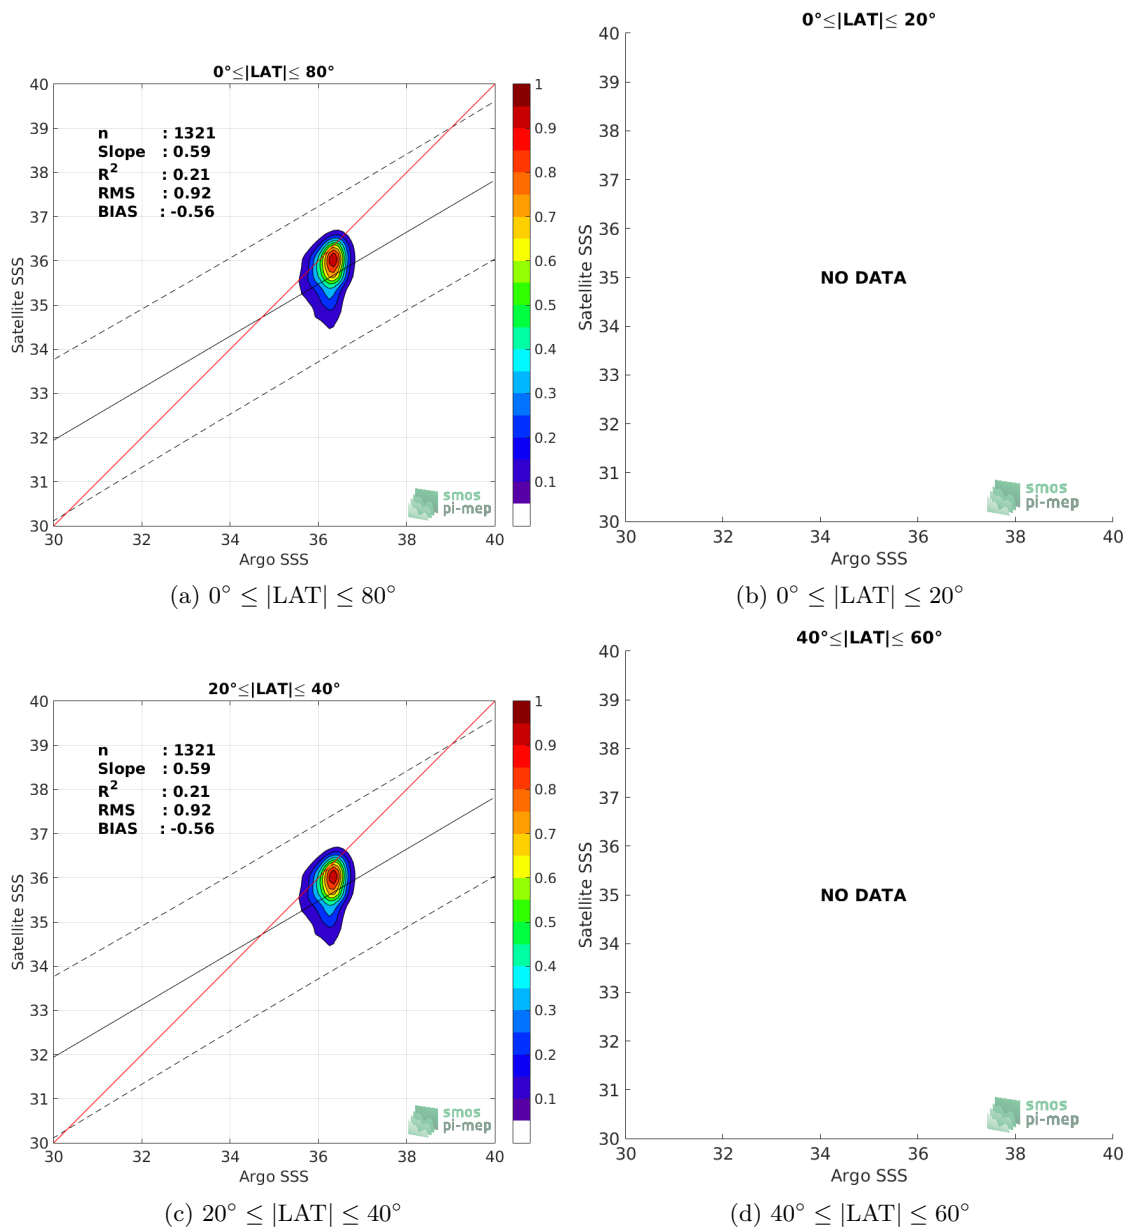 0°≤|LAT|≤ 80°
40
39
38
37
36
35
34
33
32
31
30
Satellite SSS
n : 1321
Slope : 0.59
R² : 0.21
RMS : 0.92
BIAS : -0.56
smos
pi-mep
30 32 34 36 38 40
Argo SSS
1
0.9
0.8
0.7
0.6
0.5
0.4
0.3
0.2
0.1
(a) 0° ≤ |LAT| ≤ 80°
0°≤|LAT|≤ 20°
40
39
38
37
36
35
34
33
32
31
30
Satellite SSS
NO DATA
smos
pi-mep
30 32 34 36 38 40
Argo SSS
(b) 0° ≤ |LAT| ≤ 20°
20°≤|LAT|≤ 40°
40
39
38
37
36
35
34
33
32
31
30
Satellite SSS
n : 1321
Slope : 0.59
R² : 0.21
RMS : 0.92
BIAS : -0.56
smos
pi-mep
30 32 34 36 38 40
Argo SSS
1
0.9
0.8
0.7
0.6
0.5
0.4
0.3
0.2
0.1
(c) 20° ≤ |LAT| ≤ 40°
40°≤|LAT|≤ 60°
40
39
38
37
36
35
34
33
32
31
30
Satellite SSS
NO DATA
smos
pi-mep
30 32 34 36 38 40
Argo SSS
(d) 40° ≤ |LAT| ≤ 60°